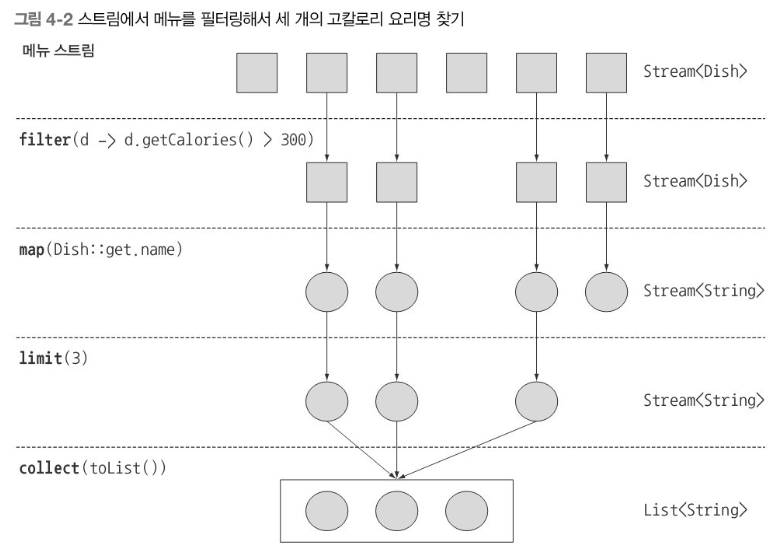 그림 4-2 스트림에서 메뉴를 필터링해서 세 개의 고칼로리 요리명 찾기
메뉴 스트림
Stream<Dish>
filter(d -> d.getCalories() > 300)
Stream<Dish>
map(Dish::get.name)
Stream<String>
limit(3)
Stream<String>
collect(toList())
List<String>